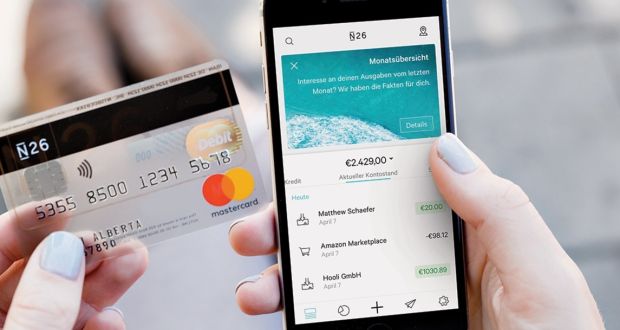 N26
Debit
5355 8500 1234 5678
ALBERTA
67890
mastercard
N26
Monatsübersicht
Interesse an deinen Ausgaben vom letzten
Monat? Wir haben die Fakten für dich.
Details
€2.429,00
Kredit Aktueller Kontostand
Heute
Matthew Schaefer €20.00
April 7
Amazon Marketplace -€98.12
April 7
Hooli GmbH €1030.89
April 7